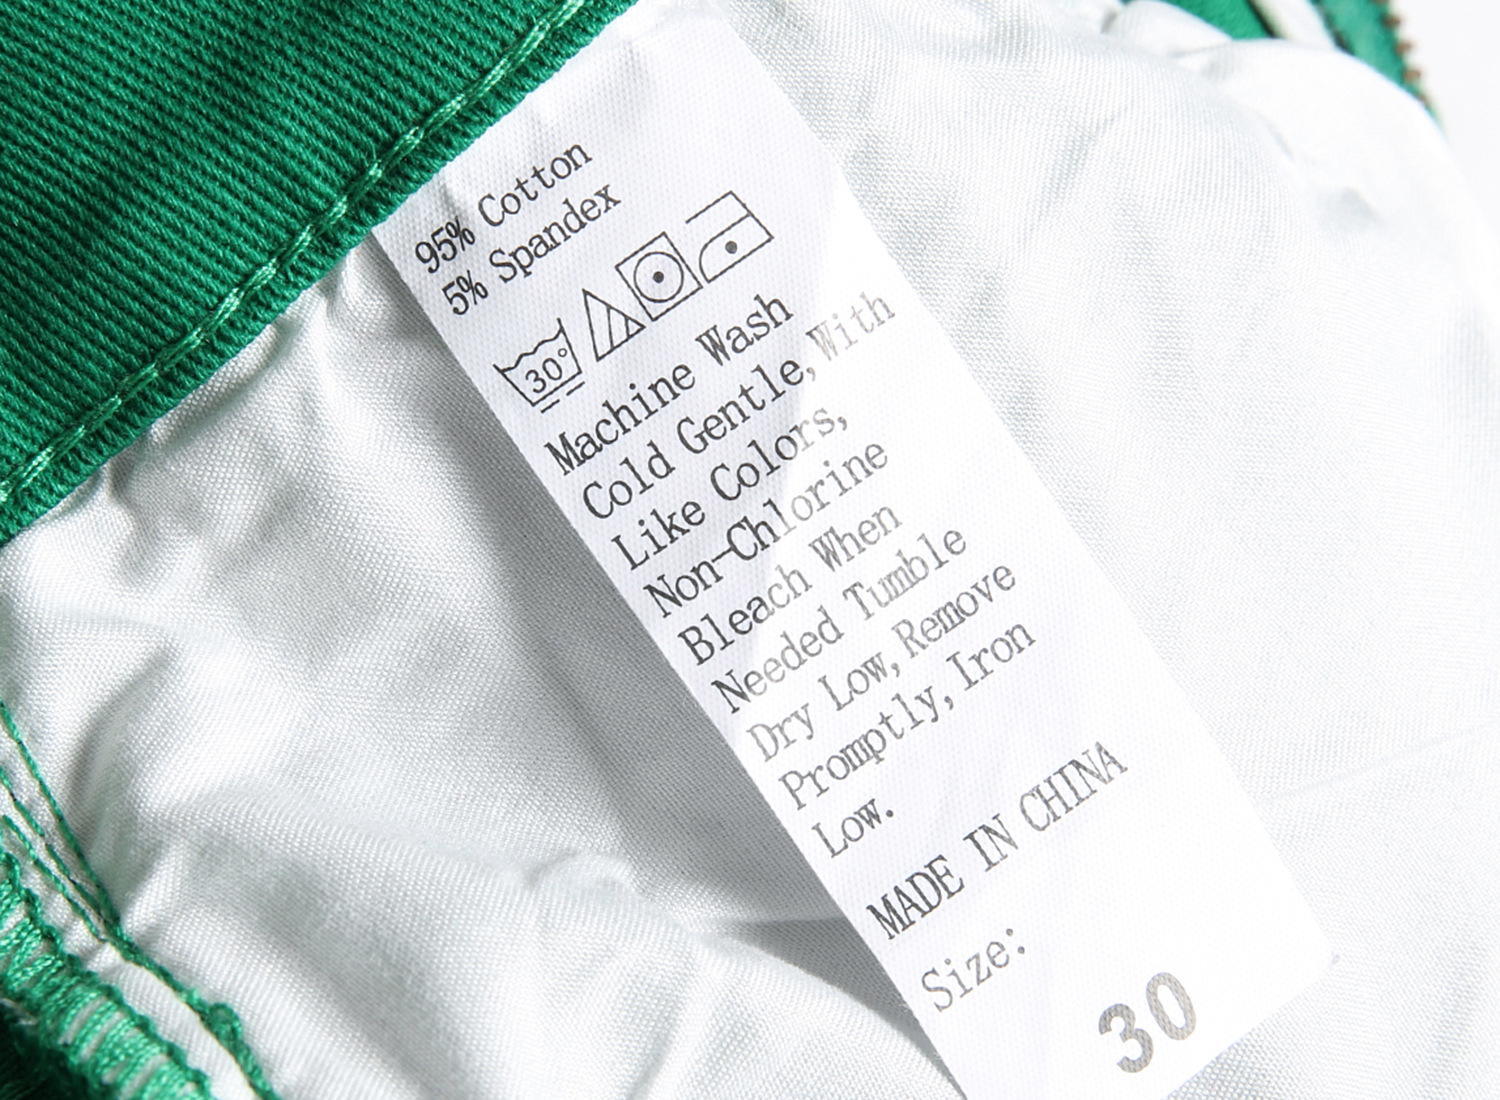 95% Cotton
5% Spandex
30°
Machine Wash
Cold Gentle, With
Like Colors,
Non-Chlorine
Bleach When
Needed Tumble
Dry Low, Remove
Promptly, Iron
Low.
MADE IN CHINA
Size:
30